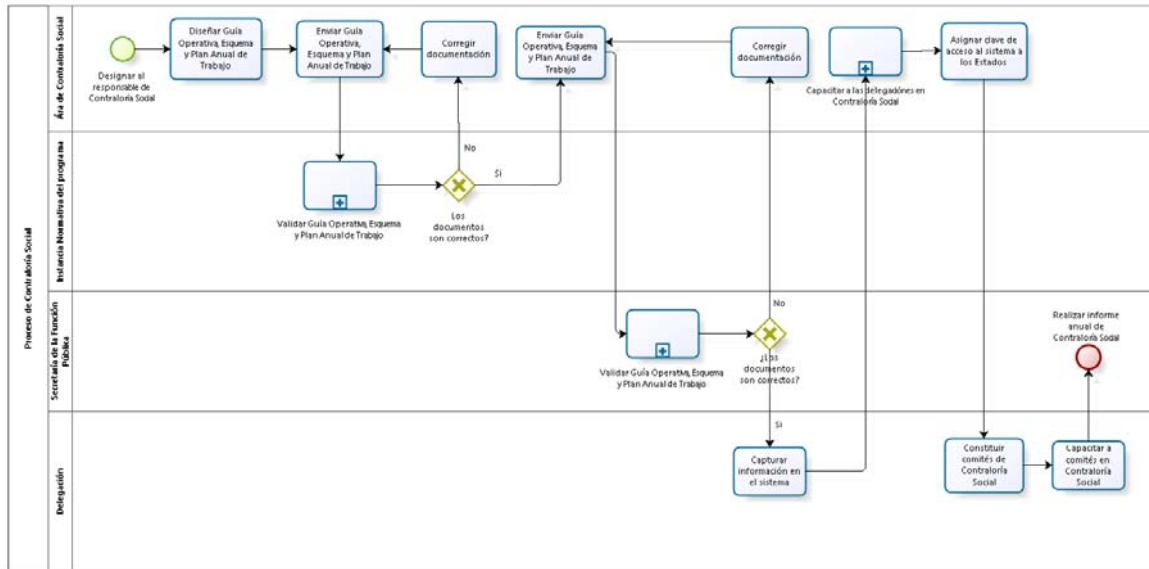 Proceso de Contraloría Social
Ára de Contraloría Social
Designar al
responsable de
Contraloría Social
Diseñar Guía
Operativa, Esquema
y Plan Anual de
Trabajo
Enviar Guía
Operativa,
Esquema y Plan
Anual de Trabajo
Corregir
documentación
Enviar Guía
Operativa, Esquema
y Plan Anual de
Trabajo
Corregir
documentación
Capacitar a las delegaciónes en
Contraloría Social
Asignar clave de
acceso al sistema a
los Estados
Instancia Normativa del programa
Validar Guía Operativa, Esquema
y Plan Anual de Trabajo
No
Si
Los
documentos
son correctos?
Secretaría de la Función
Pública
Validar Guía Operativa, Esquema
y Plan Anual de Trabajo
No
¿Los
documentos
son correctos?
Si
Realizar informe
anual de
Contraloría Social
Delegación
Capturar
información en
el sistema
Constituir
comités de
Contraloría
Social
Capacitar a
comités en
Contraloría
Social